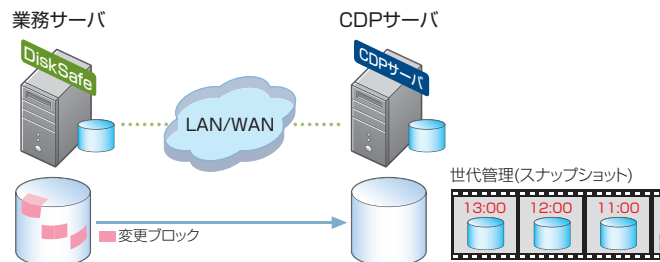 業務サーバ
CDPサーバ
DiskSafe
CDPサーバ
LAN/WAN
世代管理(スナップショット)
13:00
12:00
11:00
変更ブロック